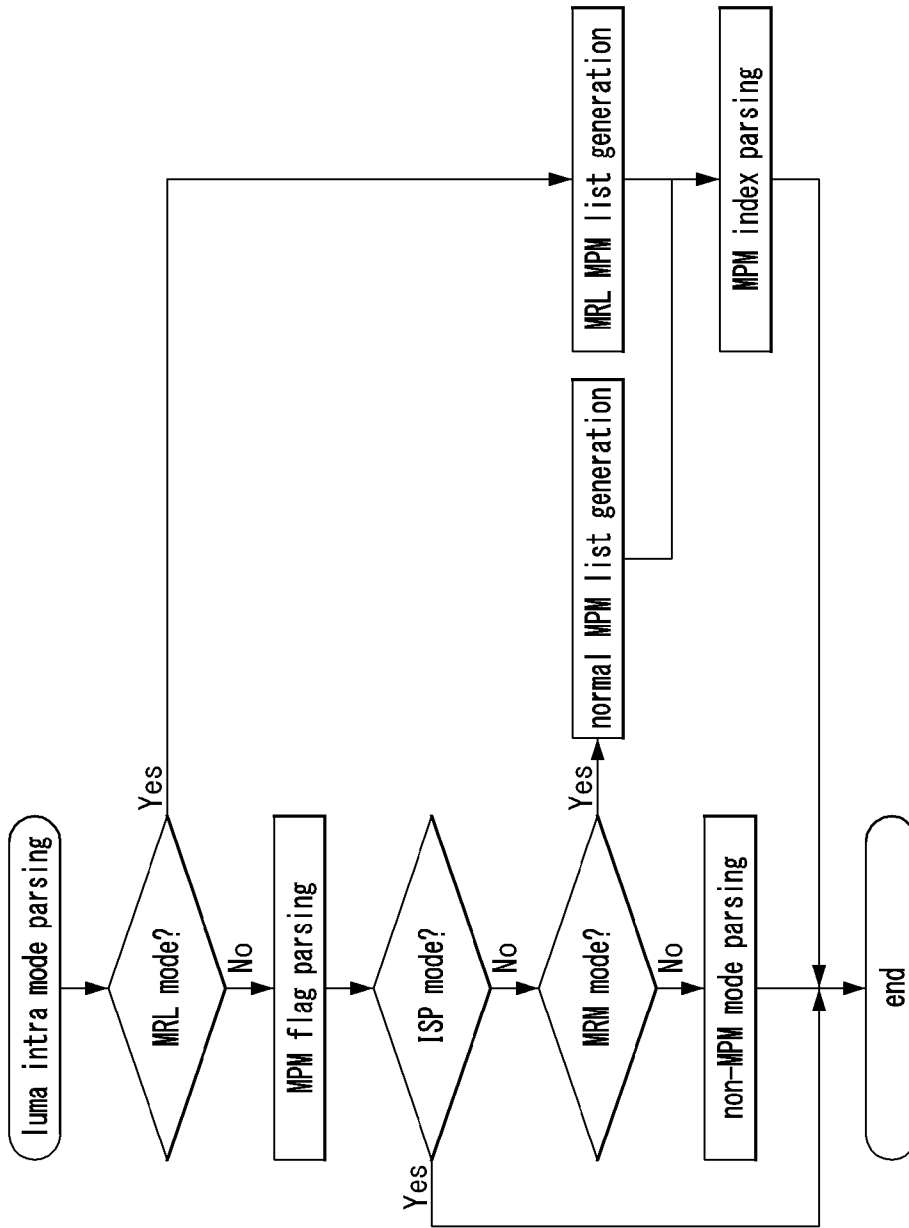 luma intra mode parsing
MRL mode?
Yes
No
MPM flag parsing
ISP mode?
Yes
No
MRM mode?
Yes
No
normal MPM list generation
MRL MPM list generation
non-MPM mode parsing
MPM index parsing
end